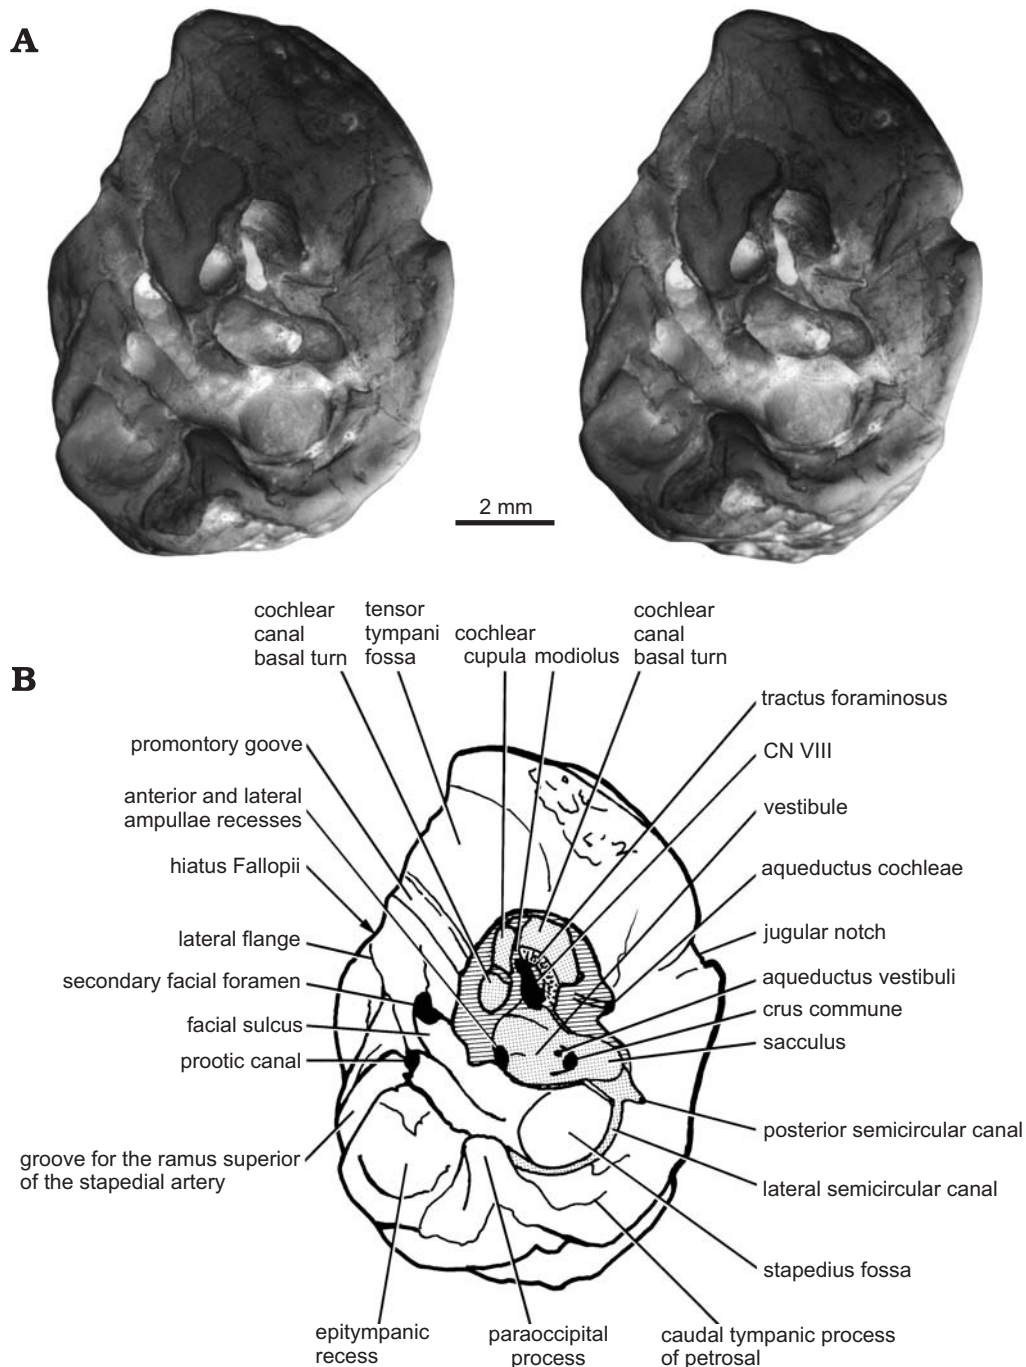 A
2 mm
B
cochlear
canal
basal turn
tensor
tympani
fossa
cochlear
cupula
modiolus
cochlear
canal
basal turn
promontory goove
anterior and lateral
ampullae recesses
hiatus Fallopii
lateral flange
secondary facial foramen
facial sulcus
prootic canal
groove for the ramus superior
of the stapedial artery
tractus foraminosus
CN VIII
vestibule
aqueductus cochleae
jugular notch
aqueductus vestibuli
crus commune
sacculus
posterior semicircular canal
lateral semicircular canal
stapedius fossa
epitympanic
recess
paraoccipital
process
caudal tympanic process
of petrosal